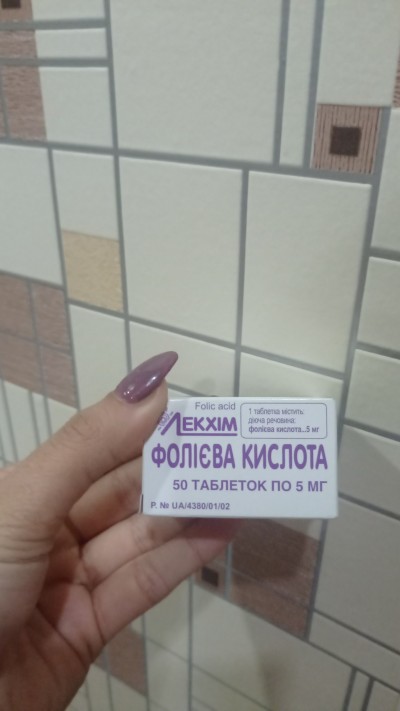 Folic acid
ЛЕКХІМ
1 таблетка містить:
діюча речовина:
фолієва кислота..5 мг
ФОЛІЄВА КИСЛОТА
50 ТАБЛЕТОК ПО 5 МГ
Р. № UA/4380/01/02